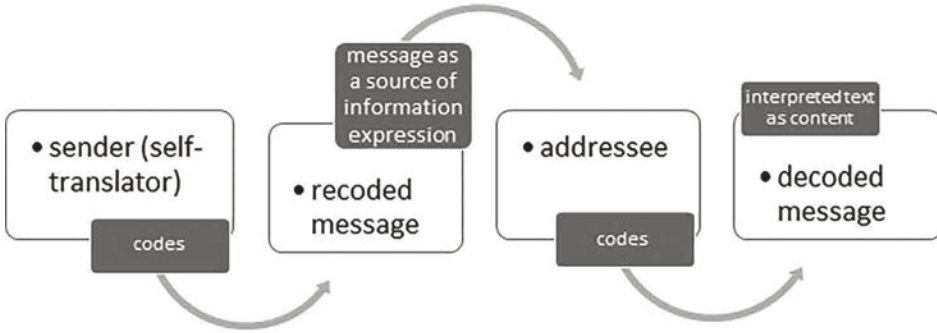 • sender (self-
translator)
codes
message as
a source of
information
expression
• recoded
message
• addressee
codes
interpreted text
as content
• decoded
message